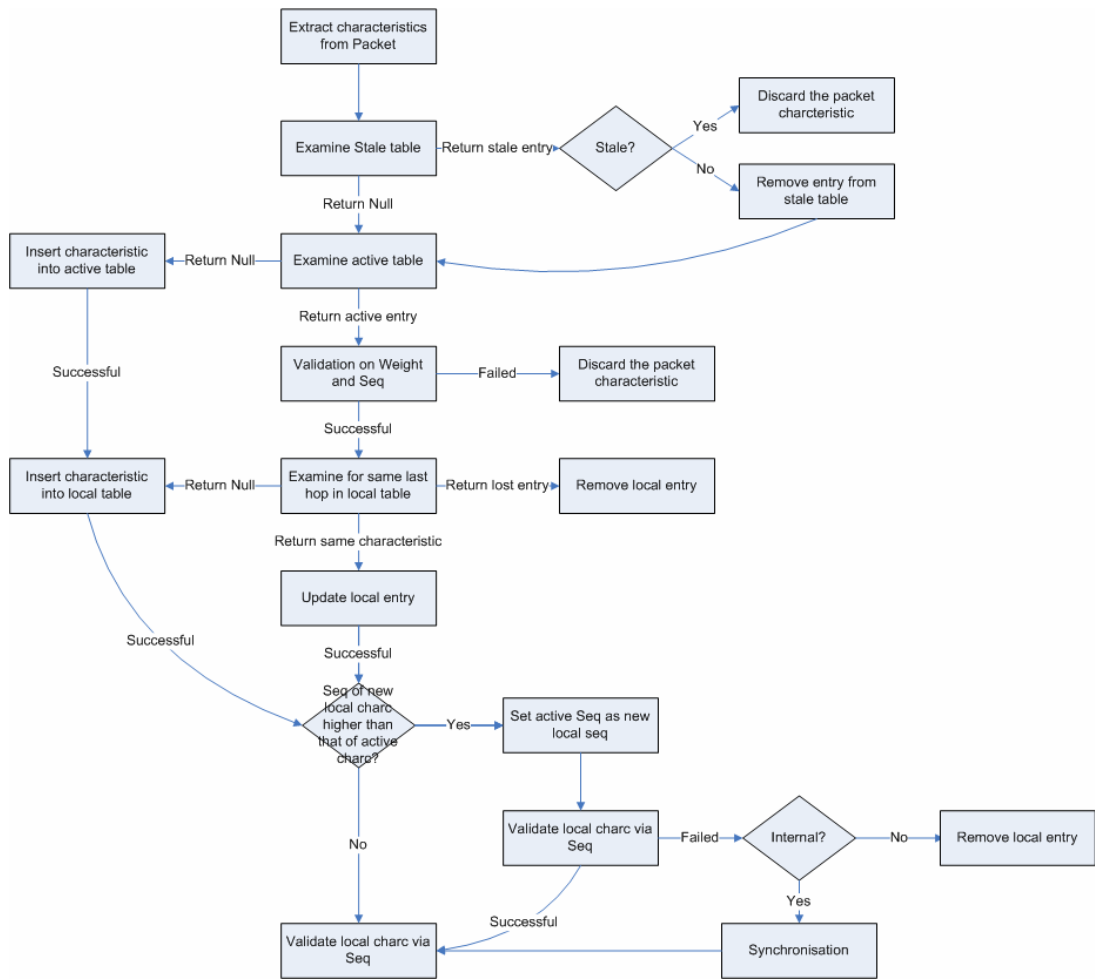 Extract characteristics
from Packet
Discard the packet
charcteristic
Yes
Examine Stale table
Return stale entry
Stale?
No
Remove entry from
stale table
Return Null
Insert characteristic
into active table
Return Null
Examine active table
Return active entry
Validation on Weight
and Seq
Failed
Discard the packet
characteristic
Successful
Successful
Insert characteristic
into local table
Return Null
Examine for same last
hop in local table
Return lost entry
Remove local entry
Return same characteristic
Update local entry
Successful
Successful
Seq of new
local charc
higher than
that of active
charc?
Yes
Set active Seq as new
local seq
No
Validate local charc via
Seq
Failed
Internal?
No
Remove local entry
Yes
Successful
Validate local charc via
Seq
Synchronisation